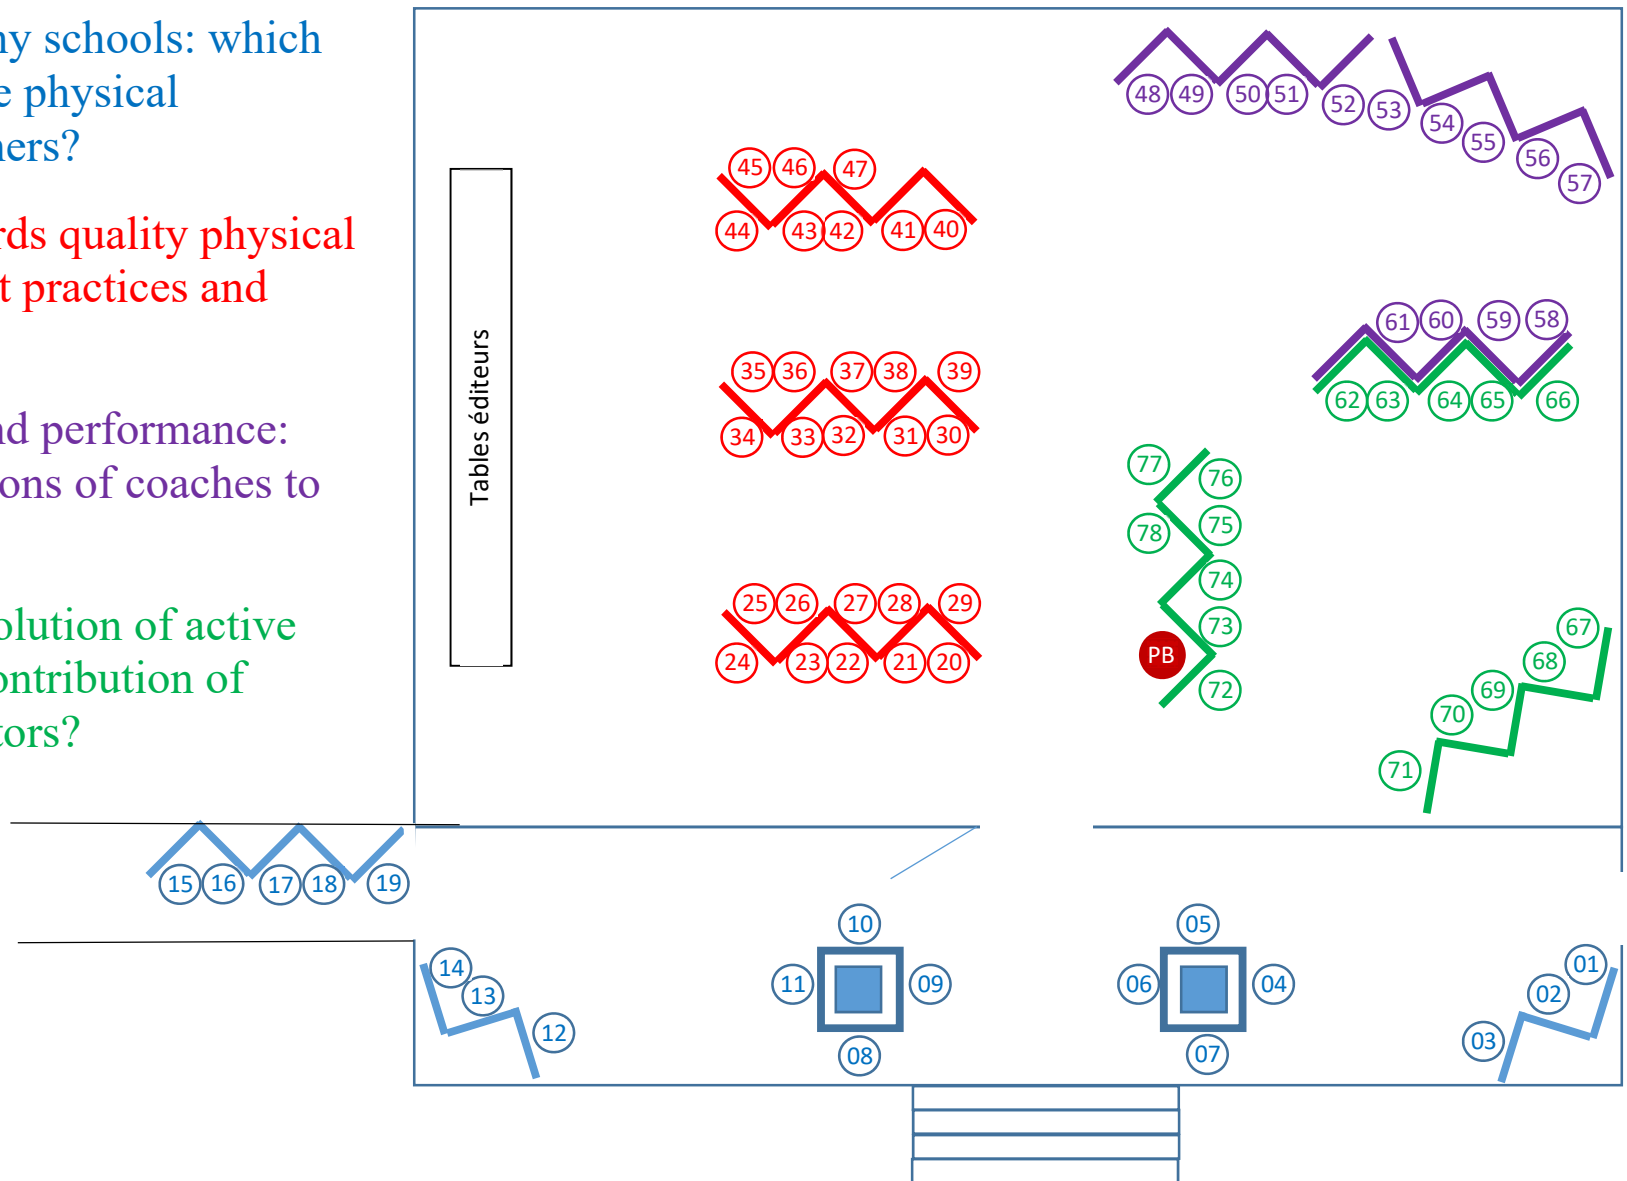 ny schools: which
e physical
ners?
rds quality physical
t practices and
nd performance:
ons of coaches to
olution of active
ontribution of
tors?
Tables éditeurs
48 49 50 51 52 53 54 55 56 57
45 46 47
44 43 42 41 40
61 60 59 58
62 63 64 65 66
35 36 37 38 39
34 33 32 31 30
77 76
78 75
74
73
PB
72
25 26 27 28 29
24 23 22 21 20
67
68
69
70
71
15 16 17 18 19
14
13
12
10
11 09
08
05
06 04
07
01
02
03